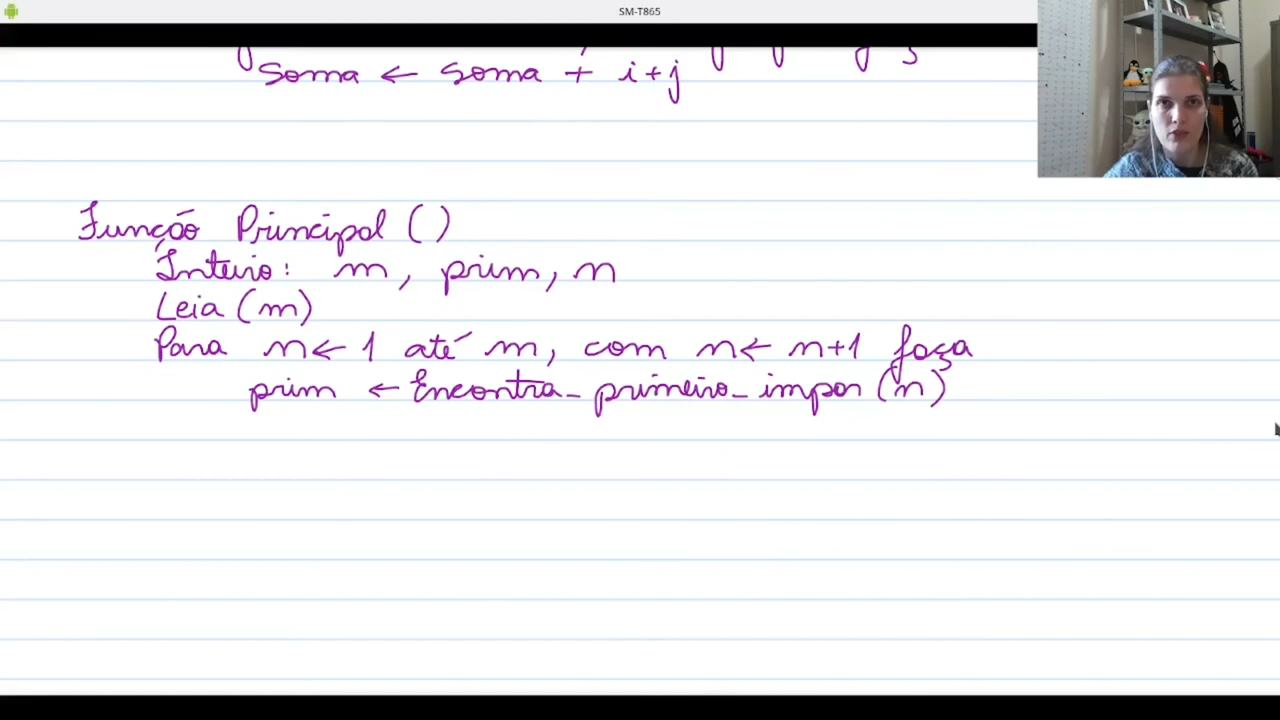 SM-T865
Soma ← soma + i+j
Função Principal ()
Inteiro: m, prim, n
Leia (m)
Para n← 1 até m, com n← n+1 faça
prim ← Encontra_primeiro_impar (n)